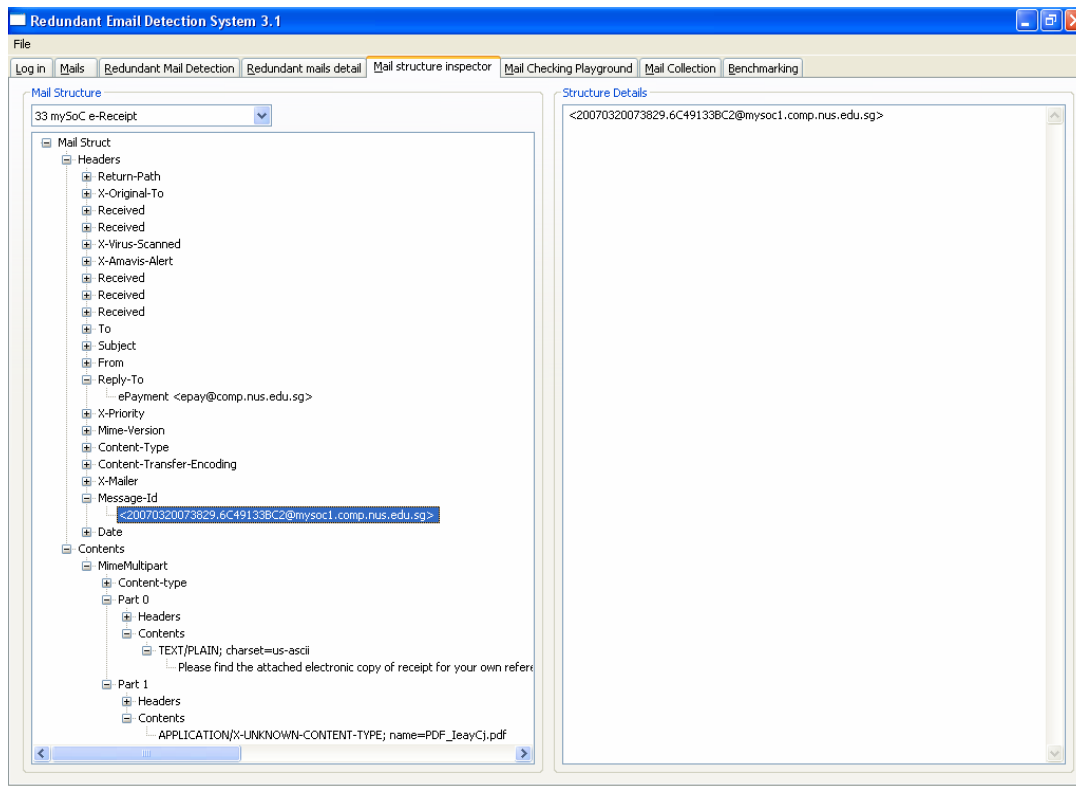 Redundant Email Detection System 3.1
File
Log in Mails Redundant Mail Detection Redundant mails detail Mail structure inspector Mail Checking Playground Mail Collection Benchmarking
Mail Structure
33 mySoC e-Receipt
Mail Struct
Headers
Return-Path
X-Original-To
Received
Received
X-Virus-Scanned
X-Amavis-Alert
Received
Received
Received
To
Subject
From
Reply-To
ePayment <epay@comp.nus.edu.sg>
X-Priority
Mime-Version
Content-Type
Content-Transfer-Encoding
X-Mailer
Message-Id
<20070320073829.6C49133BC2@mysoc1.comp.nus.edu.sg>
Date
Contents
MimeMultipart
Content-type
Part 0
Headers
Contents
TEXT/PLAIN; charset=us-ascii
Please find the attached electronic copy of receipt for your own refere
Part 1
Headers
Contents
APPLICATION/X-UNKNOWN-CONTENT-TYPE; name=PDF_IeayCj.pdf
Structure Details
<20070320073829.6C49133BC2@mysoc1.comp.nus.edu.sg>